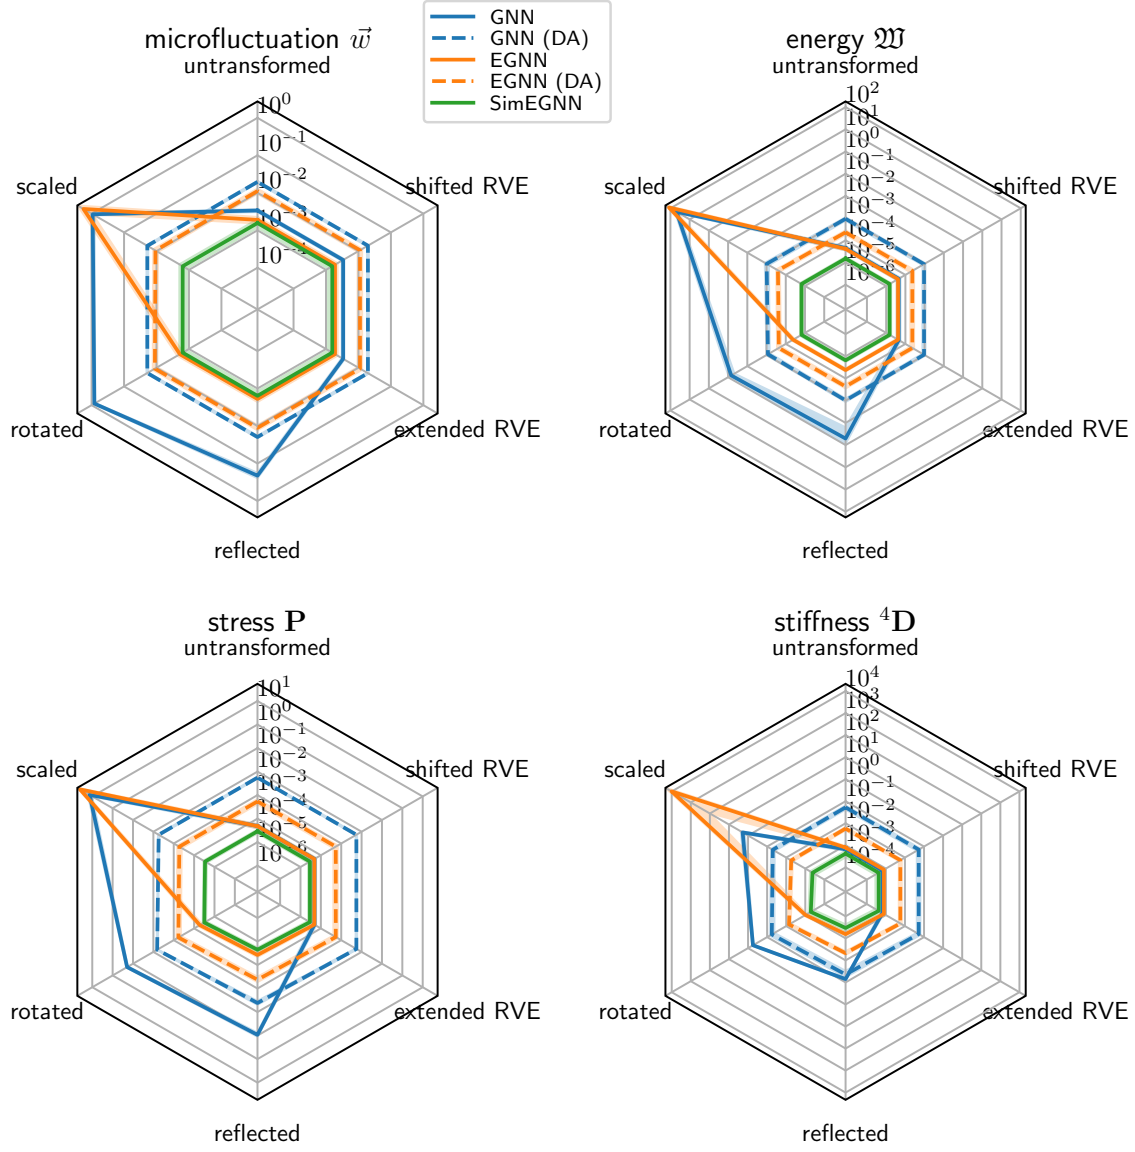 GNN
GNN (DA)
EGNN
EGNN (DA)
SimEGNN
microfluctuation $\vec{w}$
untransformed
10⁰
10⁻¹
10⁻²
10⁻³
10⁻⁴
scaled
shifted RVE
rotated
extended RVE
reflected
energy 𝔚
untransformed
10²
10¹
10⁰
10⁻¹
10⁻²
10⁻³
10⁻⁴
10⁻⁵
10⁻⁶
scaled
shifted RVE
rotated
extended RVE
reflected
stress 𝐏
untransformed
10¹
10⁰
10⁻¹
10⁻²
10⁻³
10⁻⁴
10⁻⁵
10⁻⁶
scaled
shifted RVE
rotated
extended RVE
reflected
stiffness ⁴𝐃
untransformed
10⁴
10³
10²
10¹
10⁰
10⁻¹
10⁻²
10⁻³
10⁻⁴
scaled
shifted RVE
rotated
extended RVE
reflected